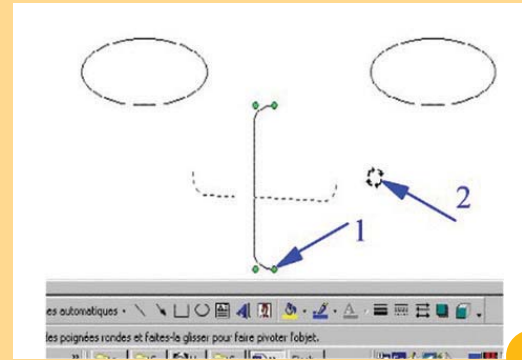 2
1
es automatiques
les poignées rondes et faites-la glisser pour faire pivoter l'objet.